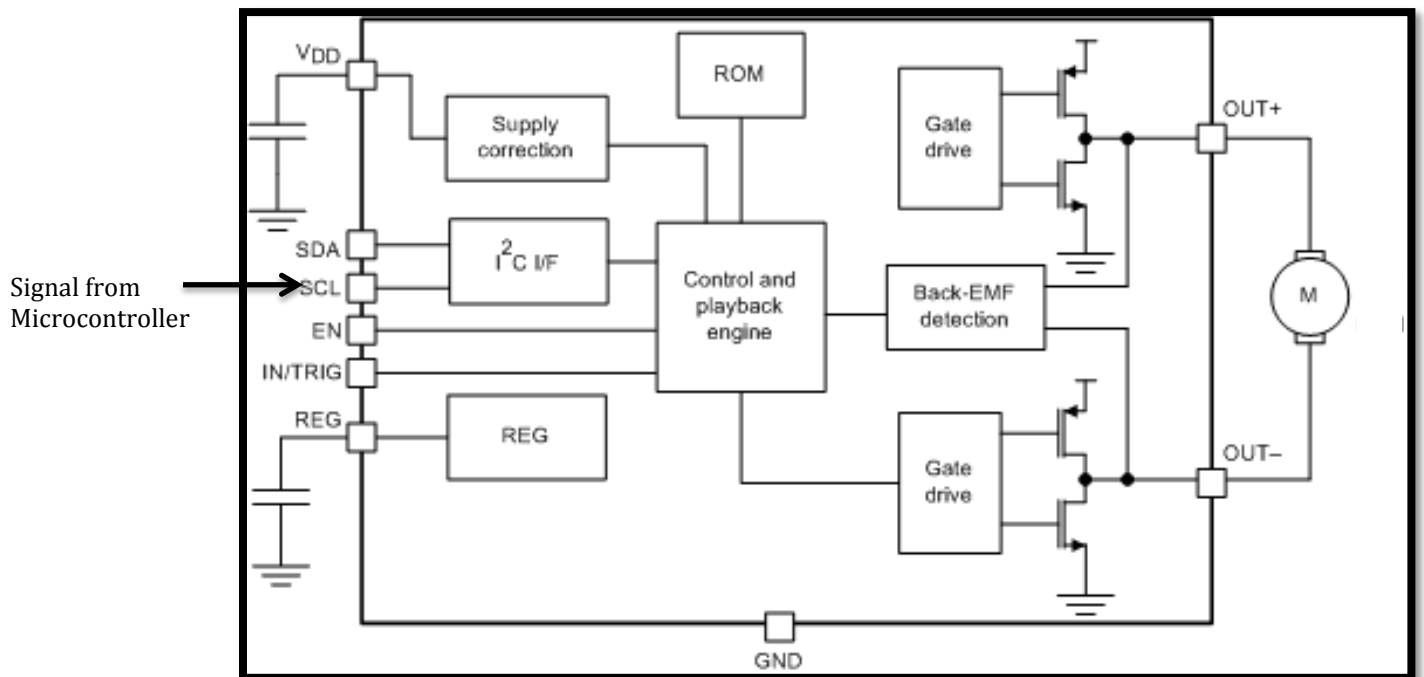 VDD
ROM
Supply
correction
Gate
drive
OUT+
SDA
SCL
I2C I/F
Signal from
Microcontroller
EN
IN/TRIG
Control and
playback
engine
Back-EMF
detection
M
REG
REG
Gate
drive
OUT–
GND